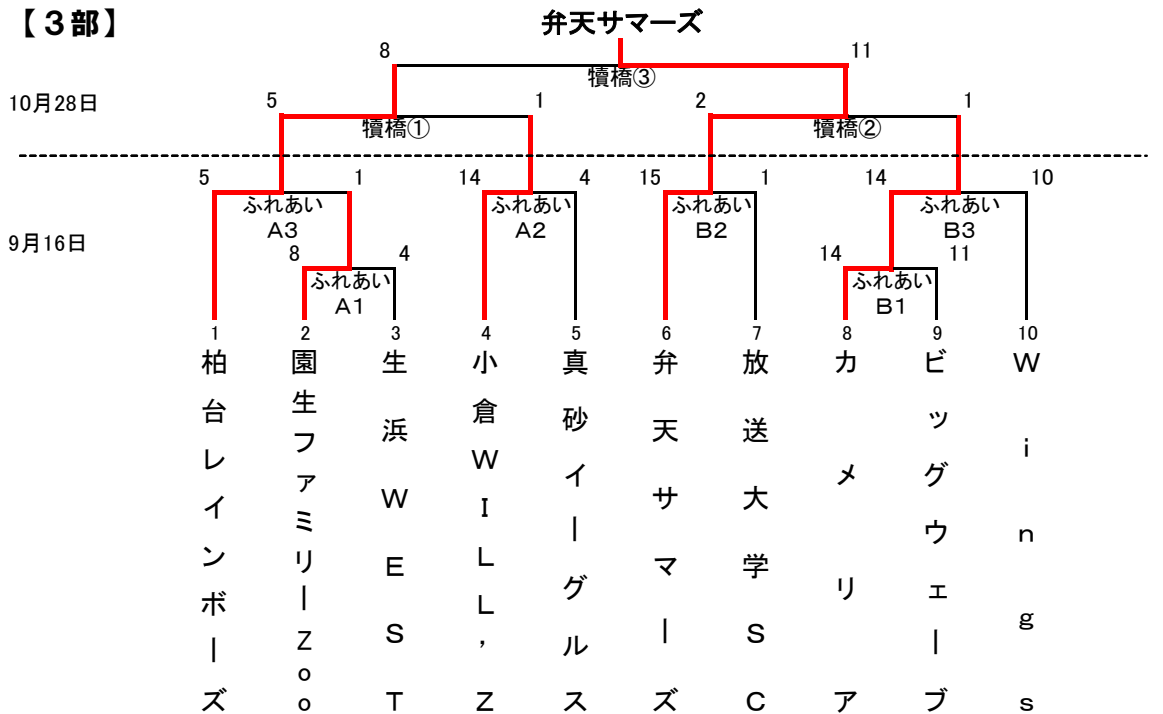 【３部】
弁天サマーズ
8
11
犢橋③
10月28日
5
1
2
1
犢橋①
犢橋②
5
1
14
4
15
1
14
10
ふれあい
A3
ふれあい
A2
ふれあい
B2
ふれあい
B3
9月16日
8
4
14
11
ふれあい
A1
ふれあい
B1
1
2
3
4
5
6
7
8
9
10
柏台レインボーズ
園生ファミリーZoo
生浜WEST
小倉WILL,Z
真砂イーグルス
弁天サマーズ
放送大学SC
カメリア
ビッグウェーブ
Wings